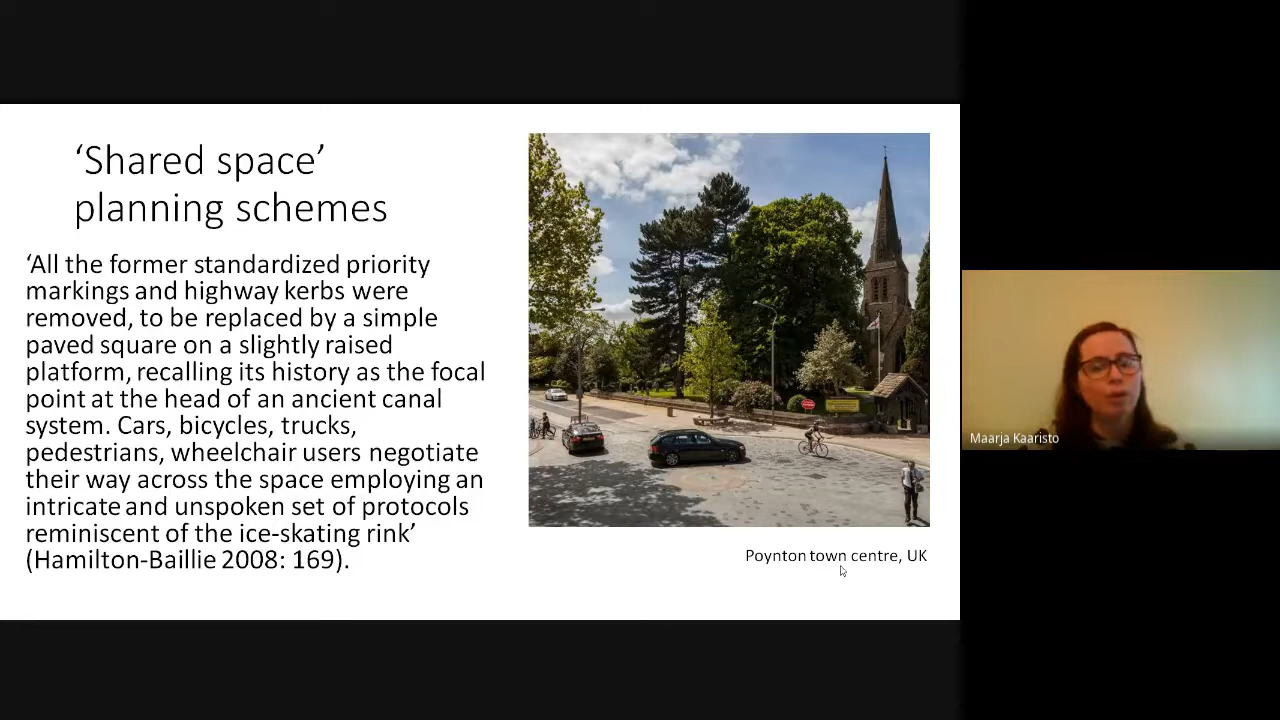 ‘Shared space’
planning schemes
‘All the former standardized priority
markings and highway kerbs were
removed, to be replaced by a simple
paved square on a slightly raised
platform, recalling its history as the focal
point at the head of an ancient canal
system. Cars, bicycles, trucks,
pedestrians, wheelchair users negotiate
their way across the space employing an
intricate and unspoken set of protocols
reminiscent of the ice-skating rink’
(Hamilton-Baillie 2008: 169).
Poynton town centre, UK
Maarja Kaaristo